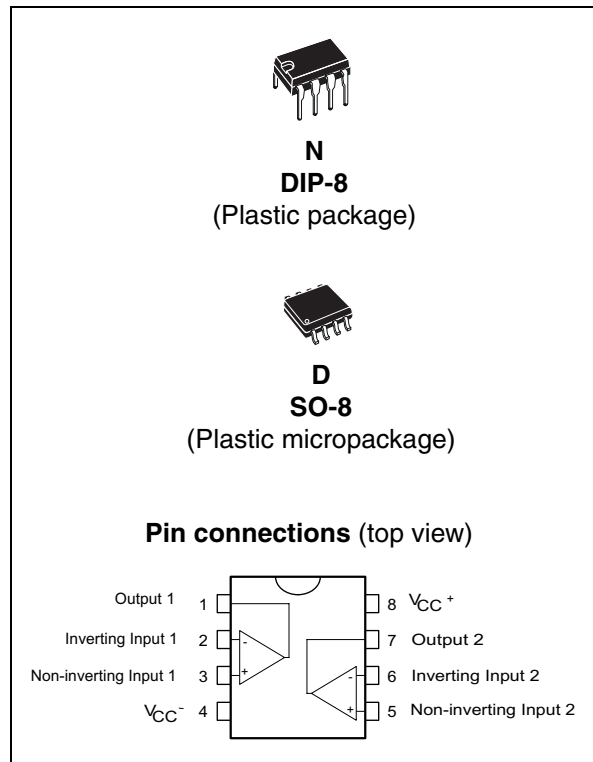 N
DIP-8
(Plastic package)
D
SO-8
(Plastic micropackage)
Pin connections (top view)
Output 1 1 8 VCC+
Inverting Input 1 2 - 7 Output 2
Non-inverting Input 1 3 + - 6 Inverting Input 2
VCC- 4 + 5 Non-inverting Input 2